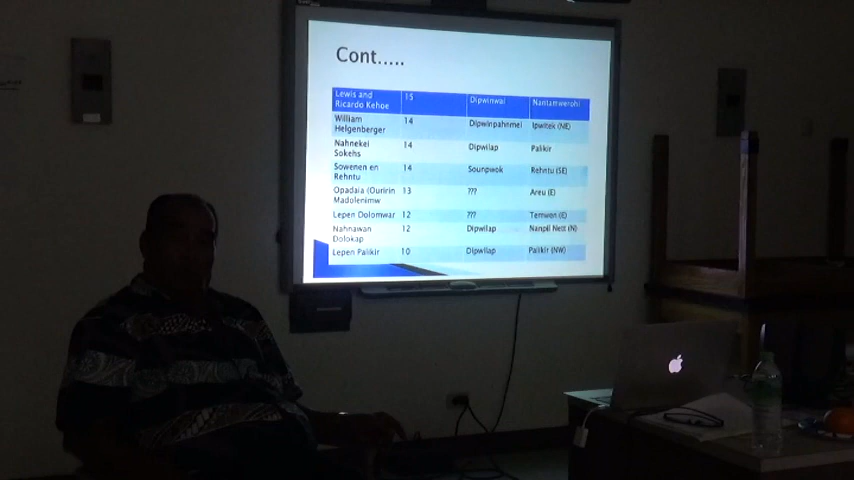 Cont.....
Lewis and Ricardo Kehoe 15 Dipwinwai Nantamwerohi
William Helgenberger 14 Dipwinpahnmei Ipwitek (NE)
Nahnekei Sokehs 14 Dipwilap Palikir
Sowenen en Rehntu 14 Sounpwok Rehntu (SE)
Opadaia (Ouririn Madolenimw 13 ??? Areu (E)
Lepen Dolomwar 12 ??? Temwen (E)
Nahnawan Dolokap 12 Dipwilap Nanpil Nett (N)
Lepen Palikir 10 Dipwilap Palikir (NW)